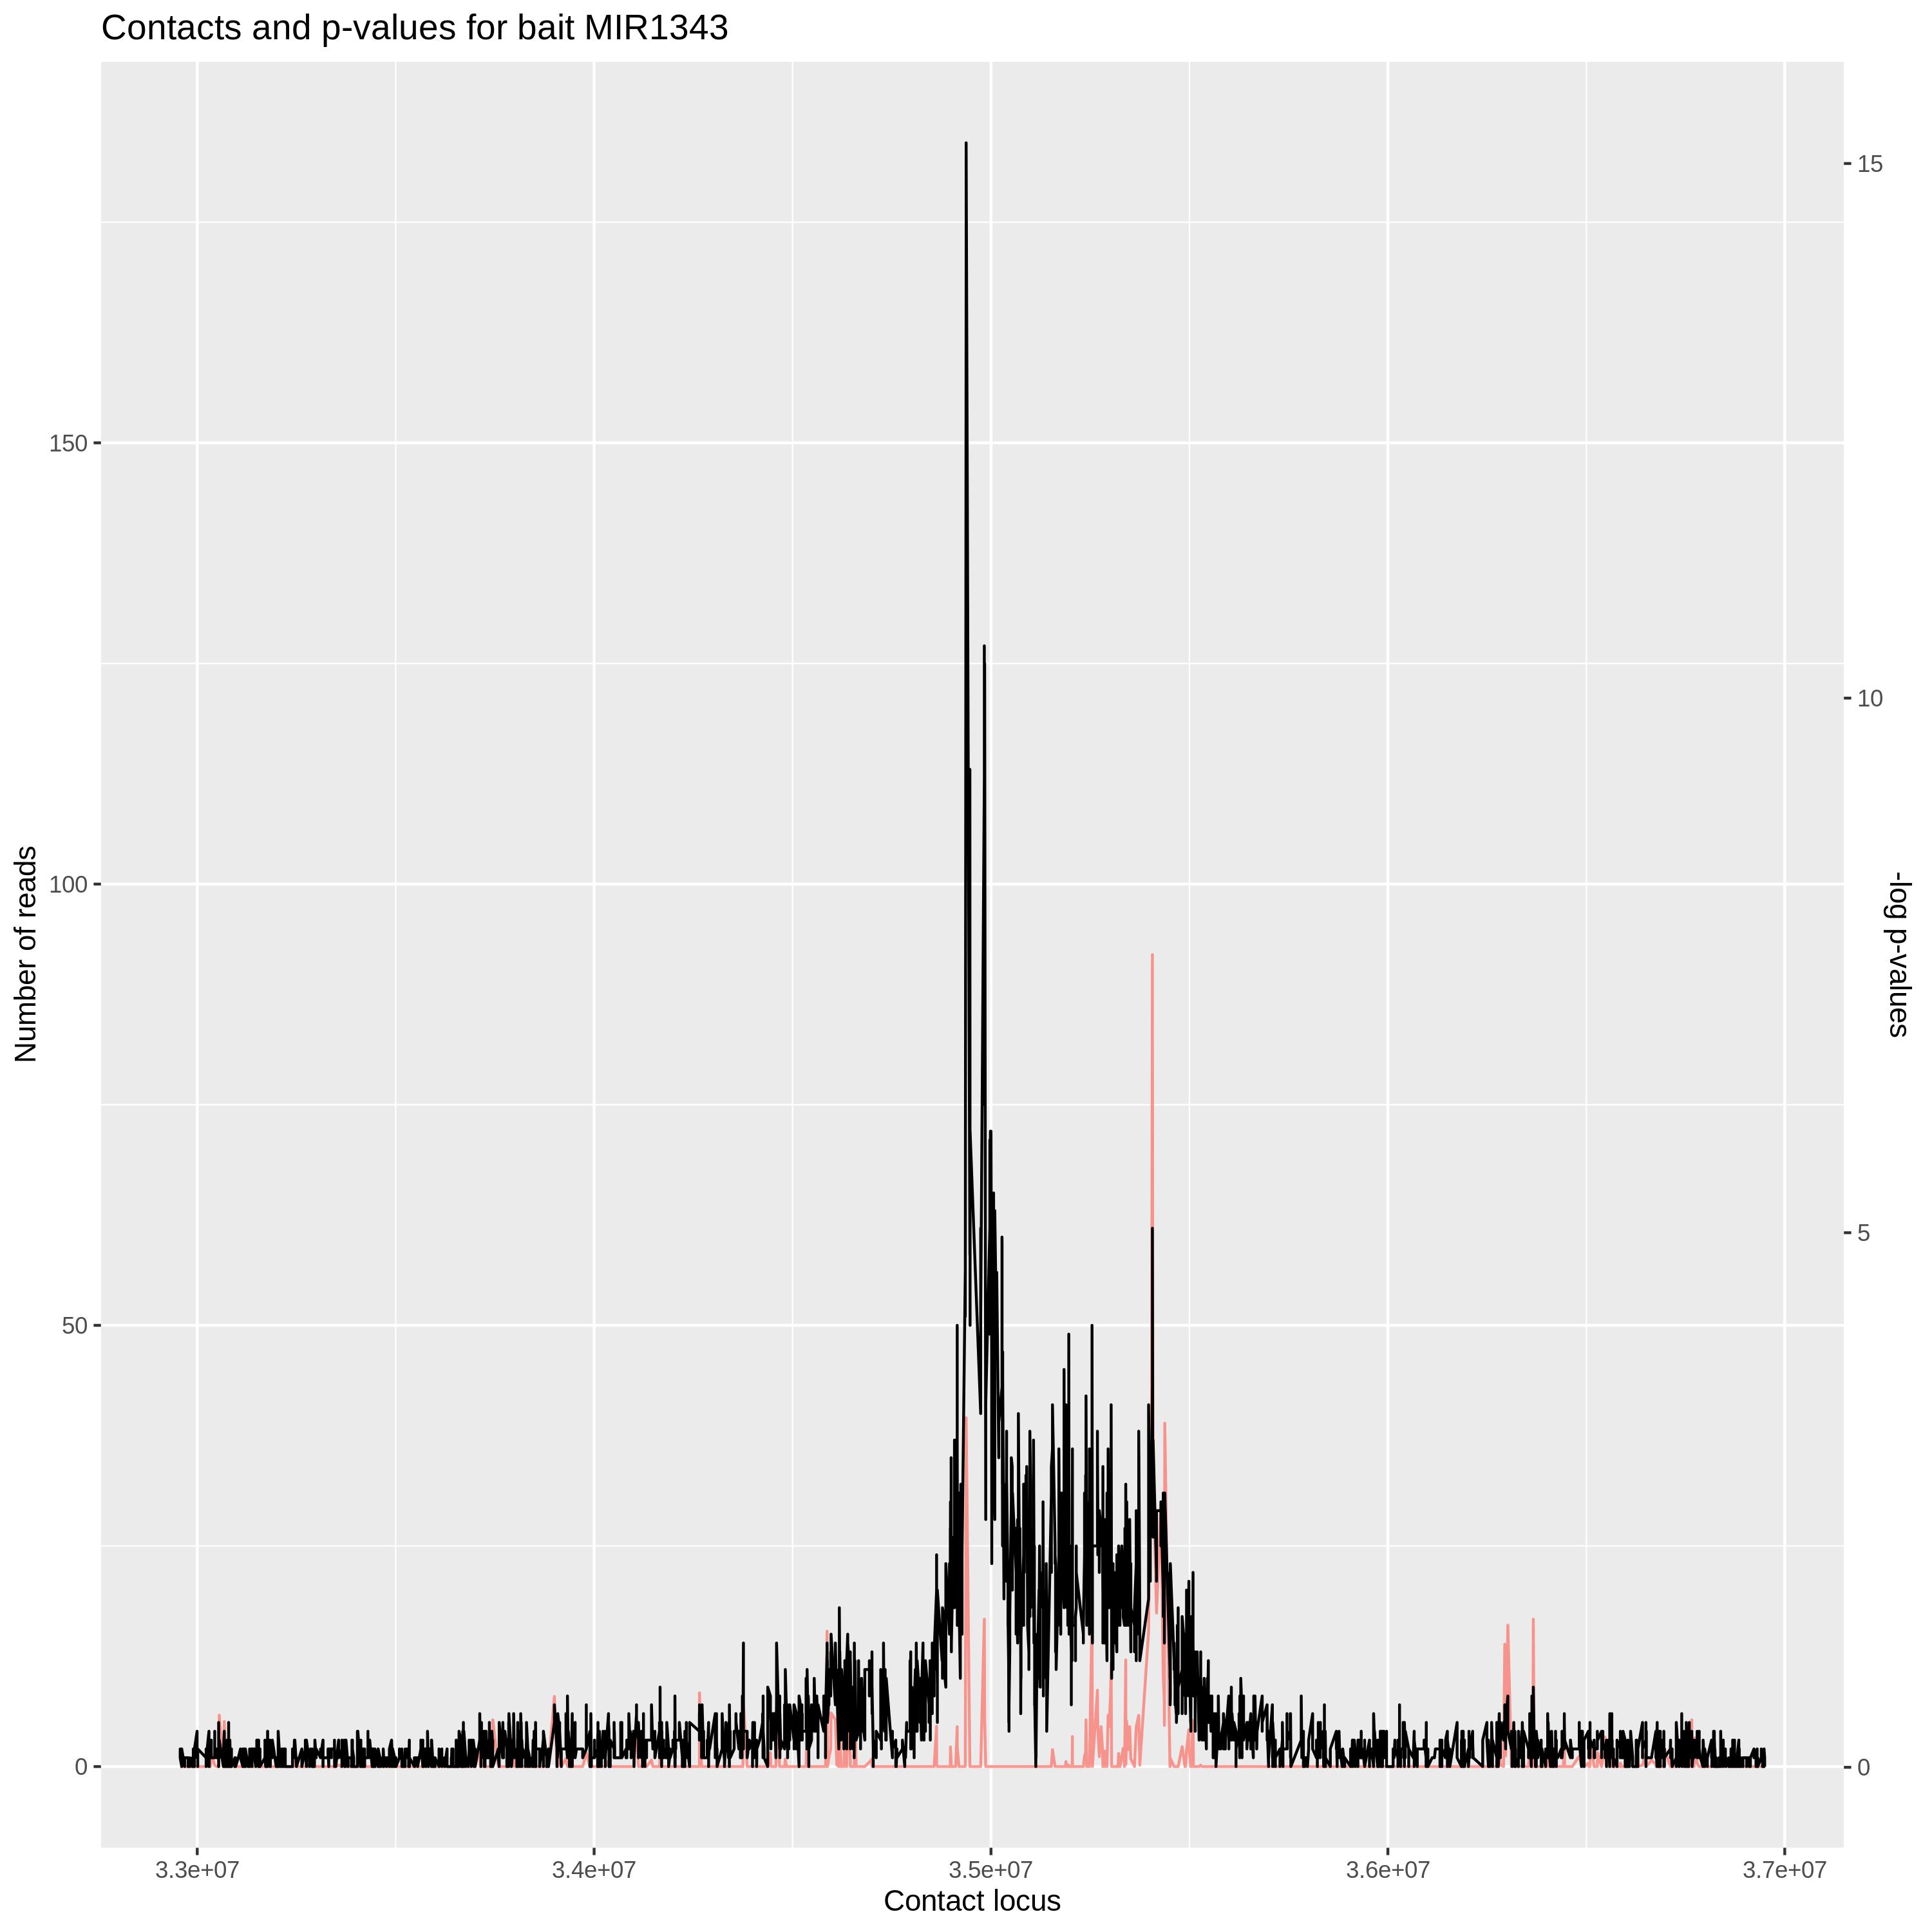 Contacts and p-values for bait MIR1343
Number of reads
150
100
50
0
15
10
5
0
-log p-values
3.3e+07 3.4e+07 3.5e+07 3.6e+07 3.7e+07
Contact locus